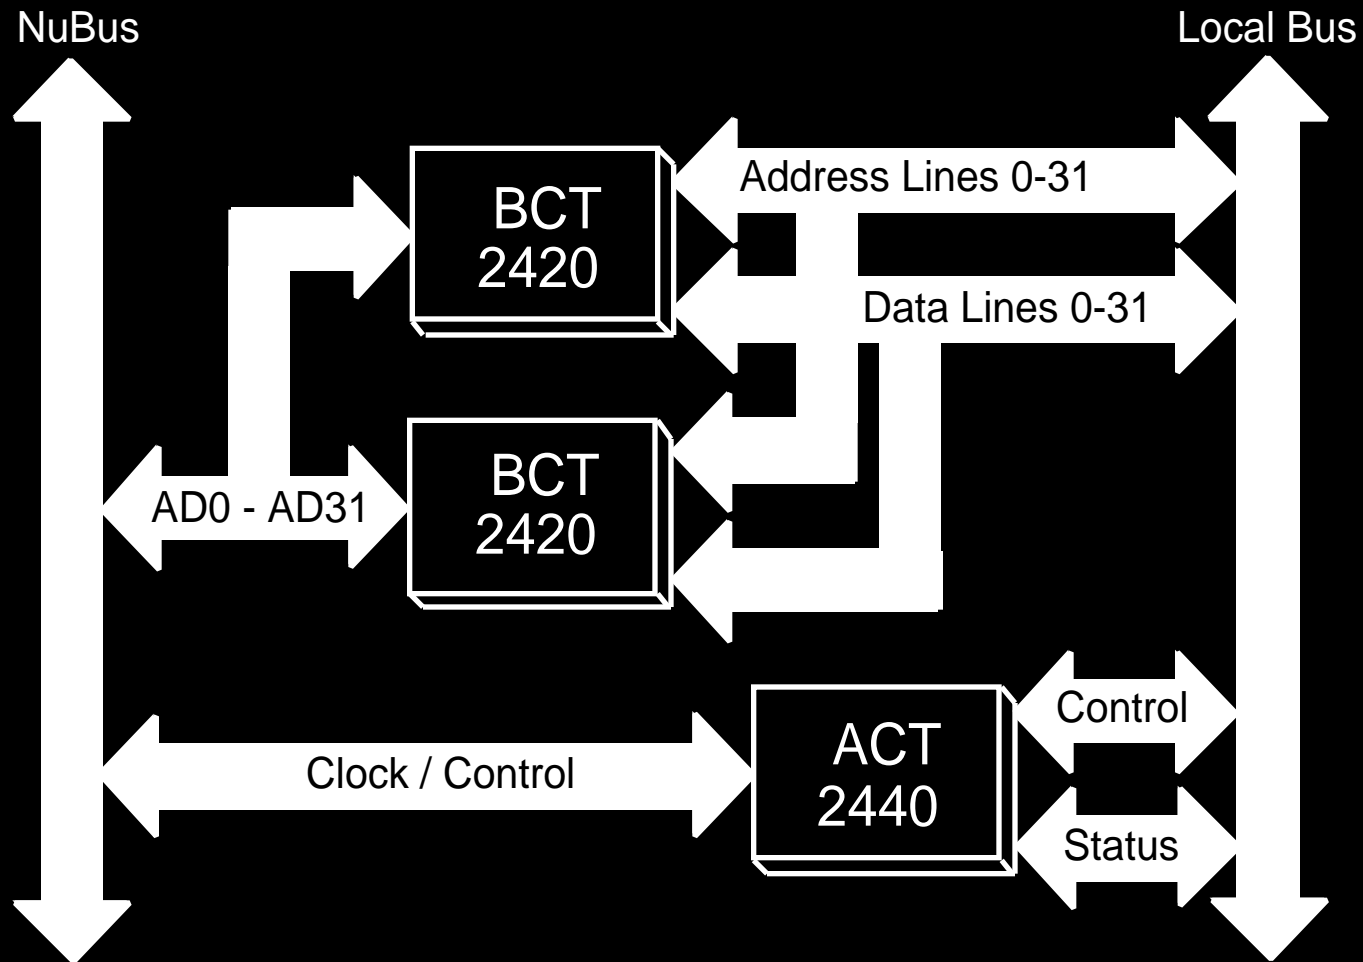 NuBus
Local Bus
Address Lines 0-31
BCT
2420
Data Lines 0-31
BCT
2420
AD0 - AD31
Control
ACT
2440
Clock / Control
Status